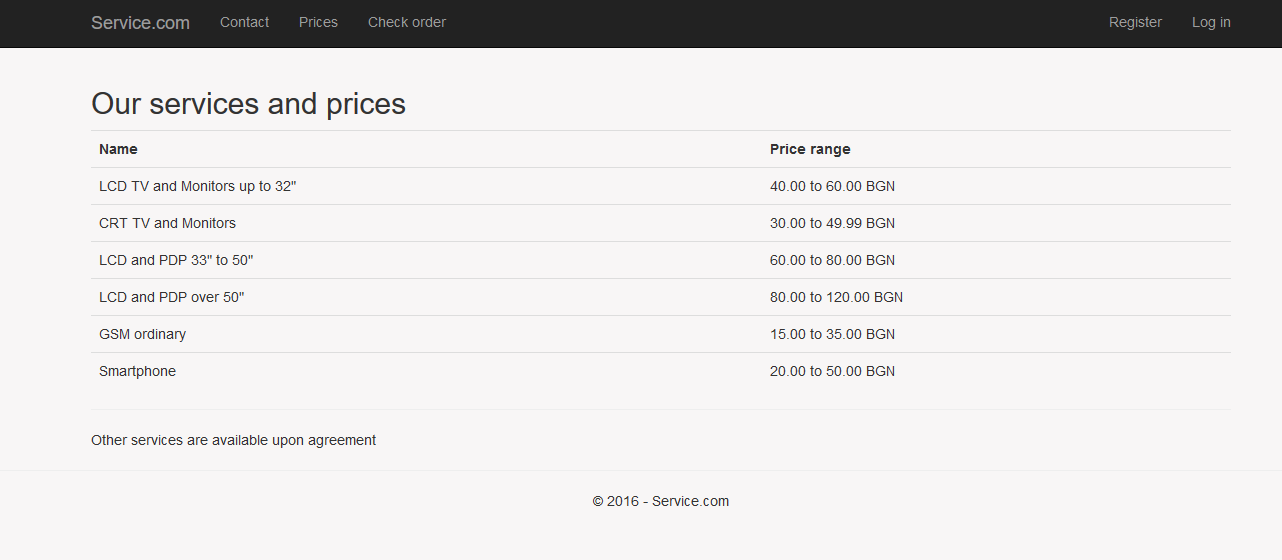 Service.com Contact Prices Check order Register Log in
Our services and prices
Name Price range
LCD TV and Monitors up to 32" 40.00 to 60.00 BGN
CRT TV and Monitors 30.00 to 49.99 BGN
LCD and PDP 33" to 50" 60.00 to 80.00 BGN
LCD and PDP over 50" 80.00 to 120.00 BGN
GSM ordinary 15.00 to 35.00 BGN
Smartphone 20.00 to 50.00 BGN
Other services are available upon agreement
© 2016 - Service.com